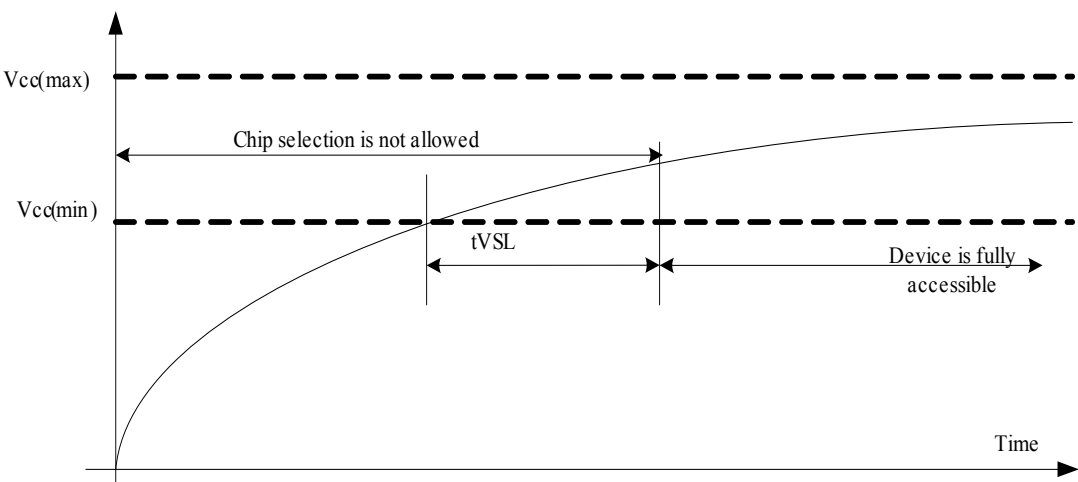 Vcc(max)
Chip selection is not allowed
Vcc(min)
tVSL
Device is fully
accessible
Time